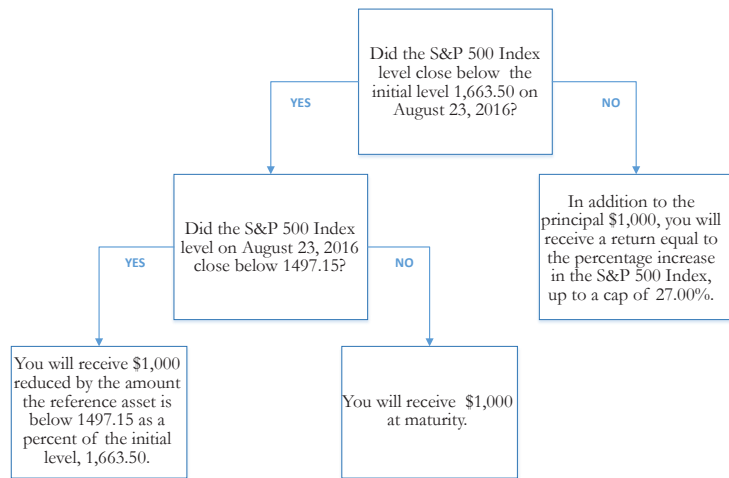 Did the S&P 500 Index
level close below the
initial level 1,663.50 on
August 23, 2016?
YES
NO
Did the S&P 500 Index
level on August 23, 2016
close below 1497.15?
In addition to the
principal $1,000, you will
receive a return equal to
the percentage increase
in the S&P 500 Index,
up to a cap of 27.00%.
YES
NO
You will receive $1,000
reduced by the amount
the reference asset is
below 1497.15 as a
percent of the initial
level, 1,663.50.
You will receive $1,000
at maturity.